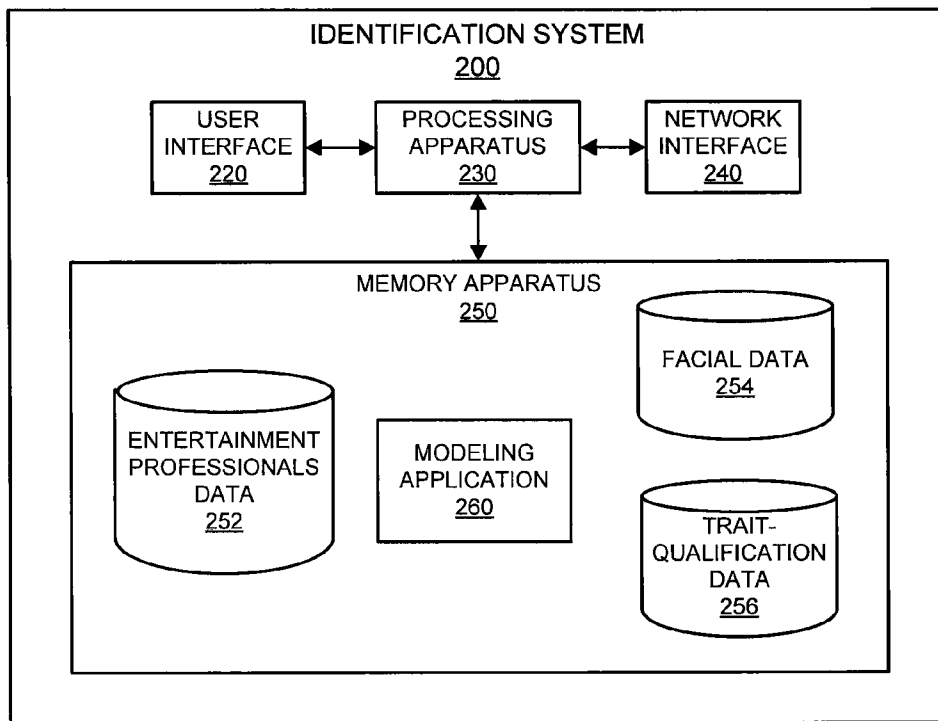 IDENTIFICATION SYSTEM
200
USER
INTERFACE
220
PROCESSING
APPARATUS
230
NETWORK
INTERFACE
240
MEMORY APPARATUS
250
ENTERTAINMENT
PROFESSIONALS
DATA
252
MODELING
APPLICATION
260
FACIAL DATA
254
TRAIT-
QUALIFICATION
DATA
256